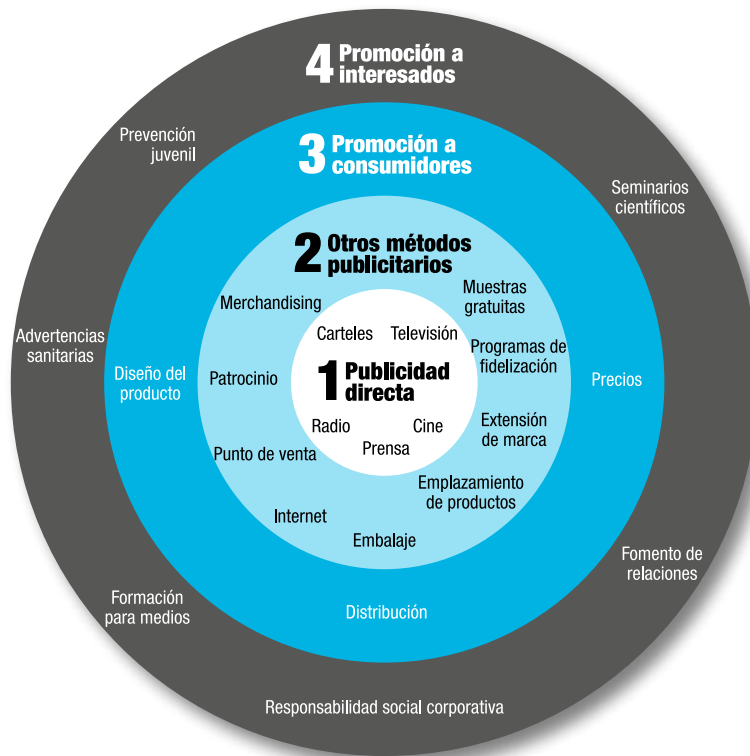 4 Promoción a
interesados
Prevención
juvenil
3 Promoción a
consumidores
Seminarios
científicos
2 Otros métodos
publicitarios
Merchandising
Muestras
gratuitas
Carteles
Televisión
Advertencias
sanitarias
Diseño del
producto
Patrocinio
1 Publicidad
directa
Programas de
fidelización
Precios
Radio
Cine
Prensa
Extensión
de marca
Punto de venta
Emplazamiento
de productos
Internet
Embalaje
Fomento de
relaciones
Formación
para medios
Distribución
Responsabilidad social corporativa